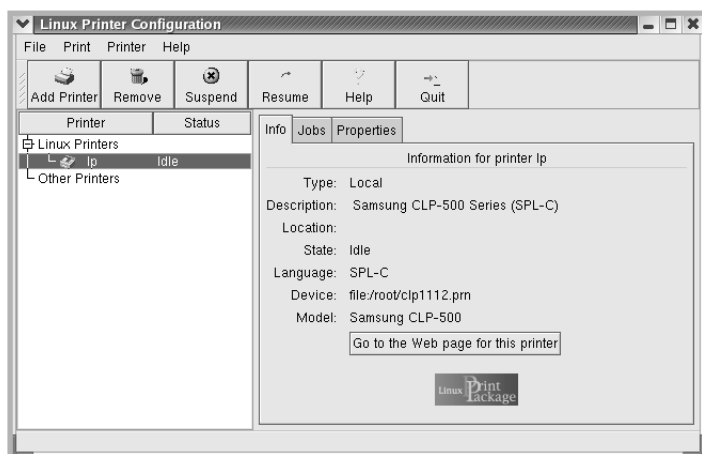 Linux Printer Configuration
File Print Printer Help
Add Printer Remove Suspend Resume Help Quit
Printer Status
Linux Printers
lp Idle
Other Printers
Info Jobs Properties
Information for printer lp
Type: Local
Description: Samsung CLP-500 Series (SPL-C)
Location:
State: Idle
Language: SPL-C
Device: file:/root/clp1112.prn
Model: Samsung CLP-500
Go to the Web page for this printer
Linux Print Package